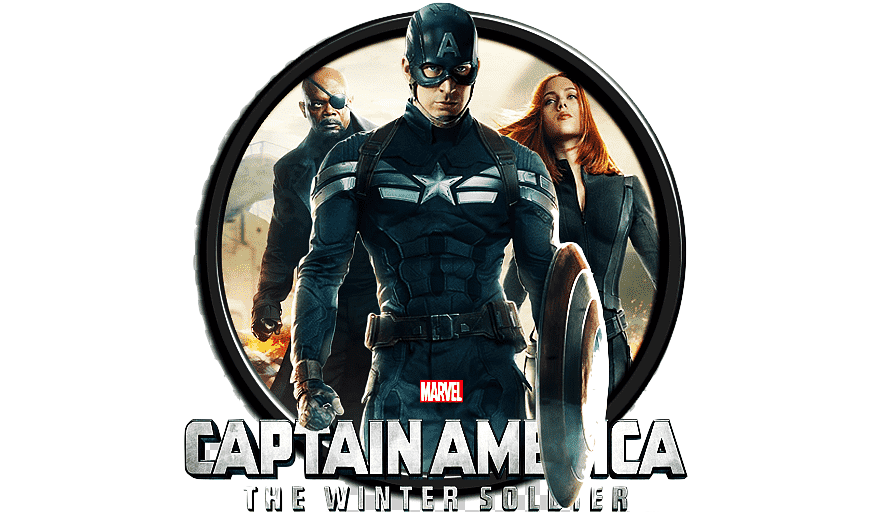 A
MARVEL
CAPTAIN AMERICA
THE WINTER SOLDIER